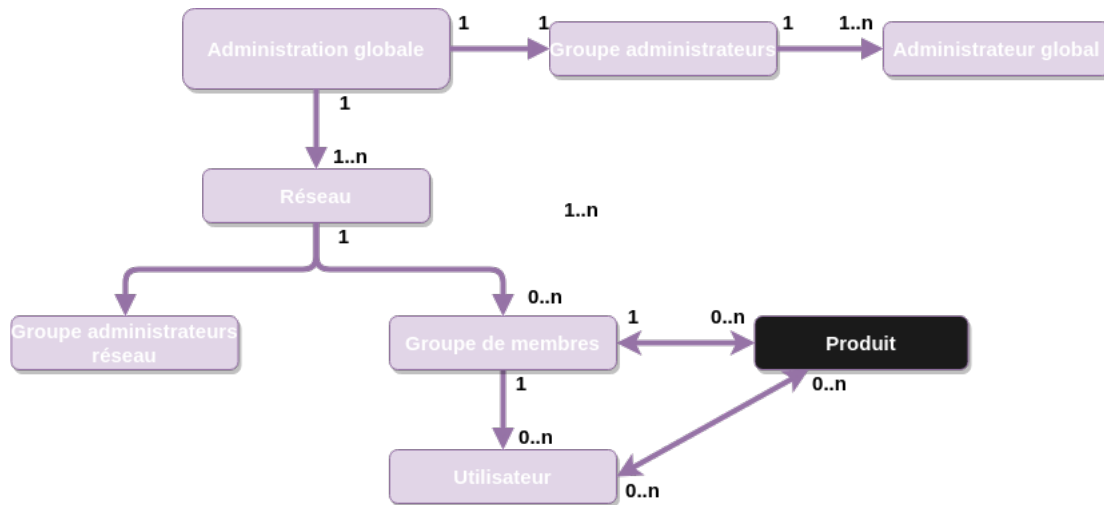 1 1 1 1..n
Administration globale Groupe administrateurs Administrateur global
1
1..n
Réseau
1..n
1
0..n
Groupe administrateurs
réseau
Groupe de membres 1 0..n Produit
1 0..n
0..n
Utilisateur
0..n